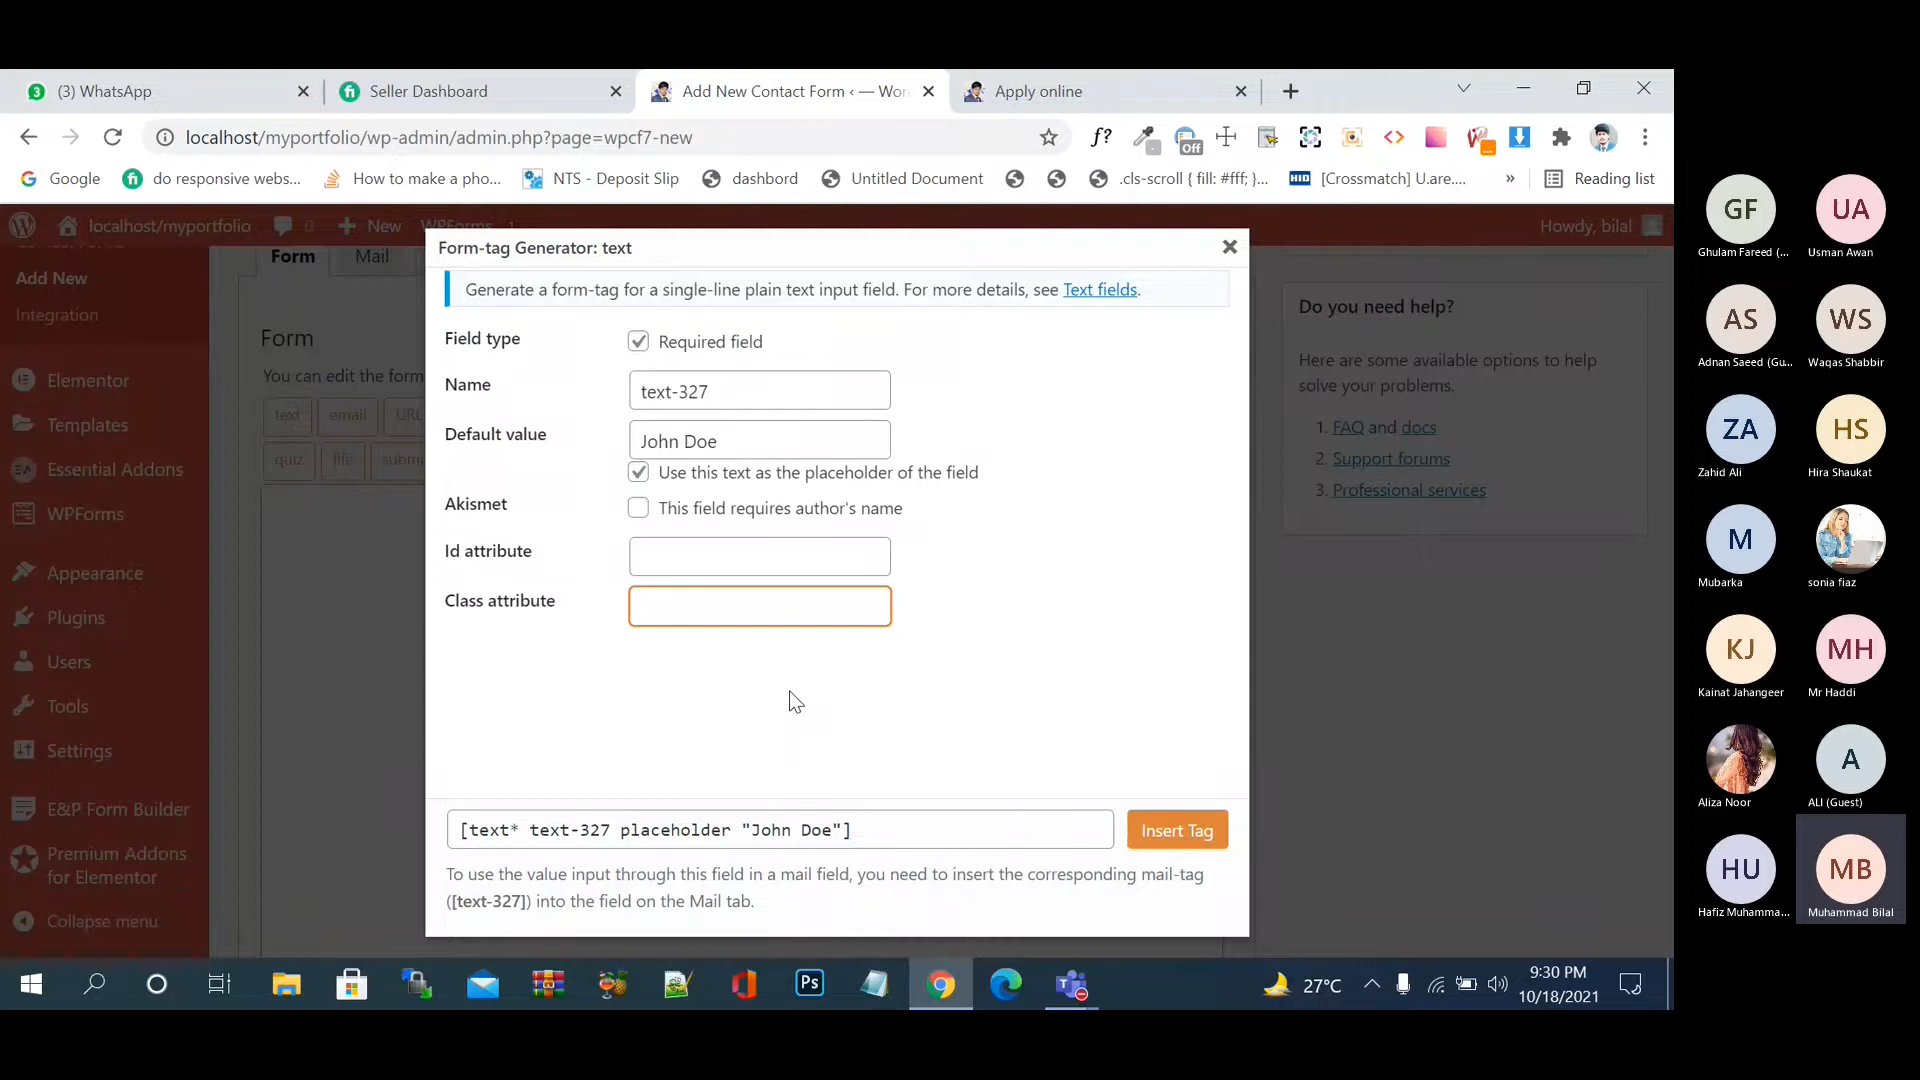 (3) WhatsApp
Seller Dashboard
Add New Contact Form ‹ — Wor
Apply online
localhost/myportfolio/wp-admin/admin.php?page=wpcf7-new
f?
Off
Google
do responsive webs...
How to make a pho...
NTS - Deposit Slip
dashbord
Untitled Document
.cls-scroll { fill: #fff; }...
HID
[Crossmatch] U.are....
»
Reading list
localhost/myportfolio
0
New
WPForms 1
Howdy, bilal
Add New
Integration
Elementor
Templates
Essential Addons
WPForms
Appearance
Plugins
Users
Tools
Settings
E&P Form Builder
Premium Addons
for Elementor
Collapse menu
Form
Mail
Form
You can edit the form
text
email
URL
quiz
file
submi
Form-tag Generator: text
Generate a form-tag for a single-line plain text input field. For more details, see Text fields.
Field type
Required field
Name
text-327
Default value
John Doe
Use this text as the placeholder of the field
Akismet
This field requires author's name
Id attribute
Class attribute
[text* text-327 placeholder "John Doe"]
Insert Tag
To use the value input through this field in a mail field, you need to insert the corresponding mail-tag
([text-327]) into the field on the Mail tab.
Do you need help?
Here are some available options to help
solve your problems.
1. FAQ and docs
2. Support forums
3. Professional services
GF
Ghulam Fareed (...
UA
Usman Awan
AS
Adnan Saeed (Gu...
WS
Waqas Shabbir
ZA
Zahid Ali
HS
Hira Shaukat
M
Mubarka
sonia fiaz
KJ
Kainat Jahangeer
MH
Mr Haddi
Aliza Noor
A
ALI (Guest)
HU
Hafiz Muhamma...
MB
Muhammad Bilal
Ps
27°C
9:30 PM
10/18/2021